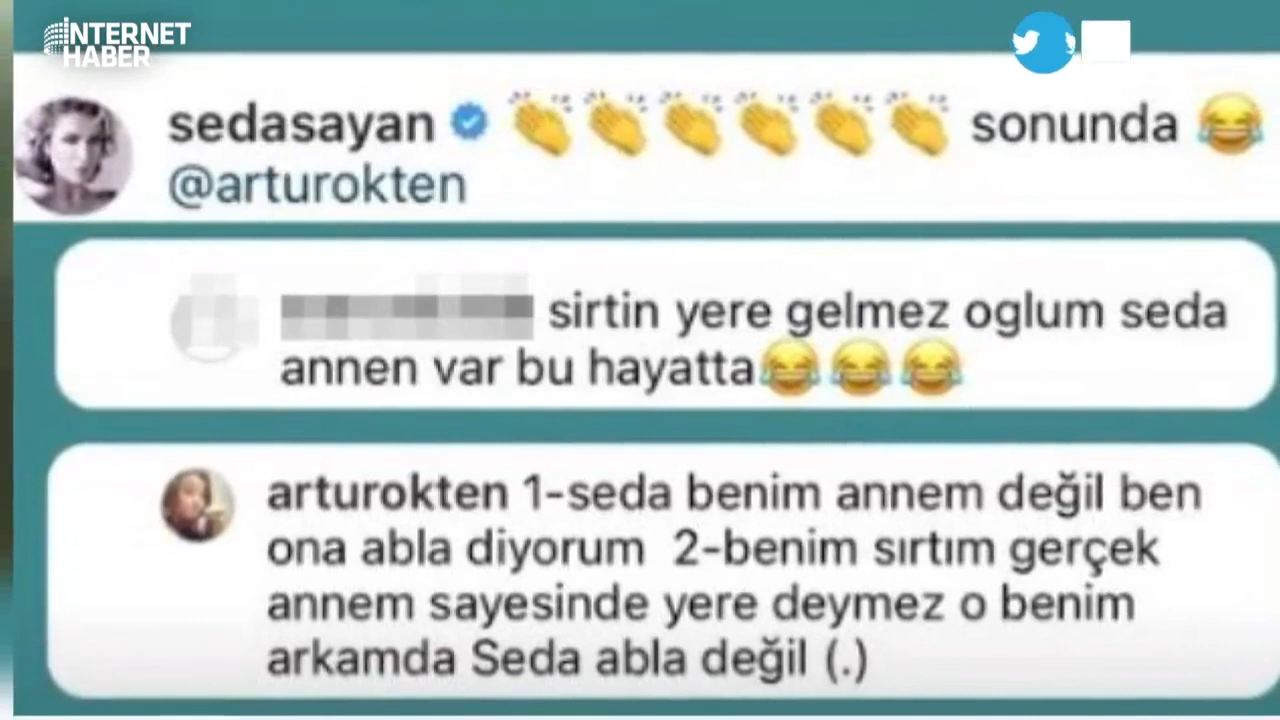 İNTERNET
HABER
sedasayan 👏👏👏👏👏👏 sonunda 😂
@arturokten
sirtin yere gelmez oglum seda
annen var bu hayatta😂😂😂
arturokten 1-seda benim annem değil ben
ona abla diyorum 2-benim sırtım gerçek
annem sayesinde yere deymez o benim
arkamda Seda abla değil (.)